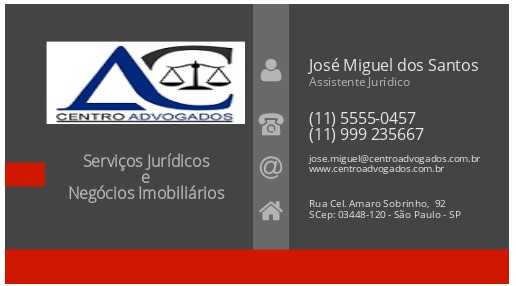 AC
CENTRO ADVOGADOS
Serviços Jurídicos
e
Negócios Imobiliários
José Miguel dos Santos
Assistente Jurídico
(11) 5555-0457
(11) 999 235667
@
jose.miguel@centroadvogados.com.br
www.centroadvogados.com.br
Rua Cel. Amaro Sobrinho, 92
SCep: 03448-120 - São Paulo - SP